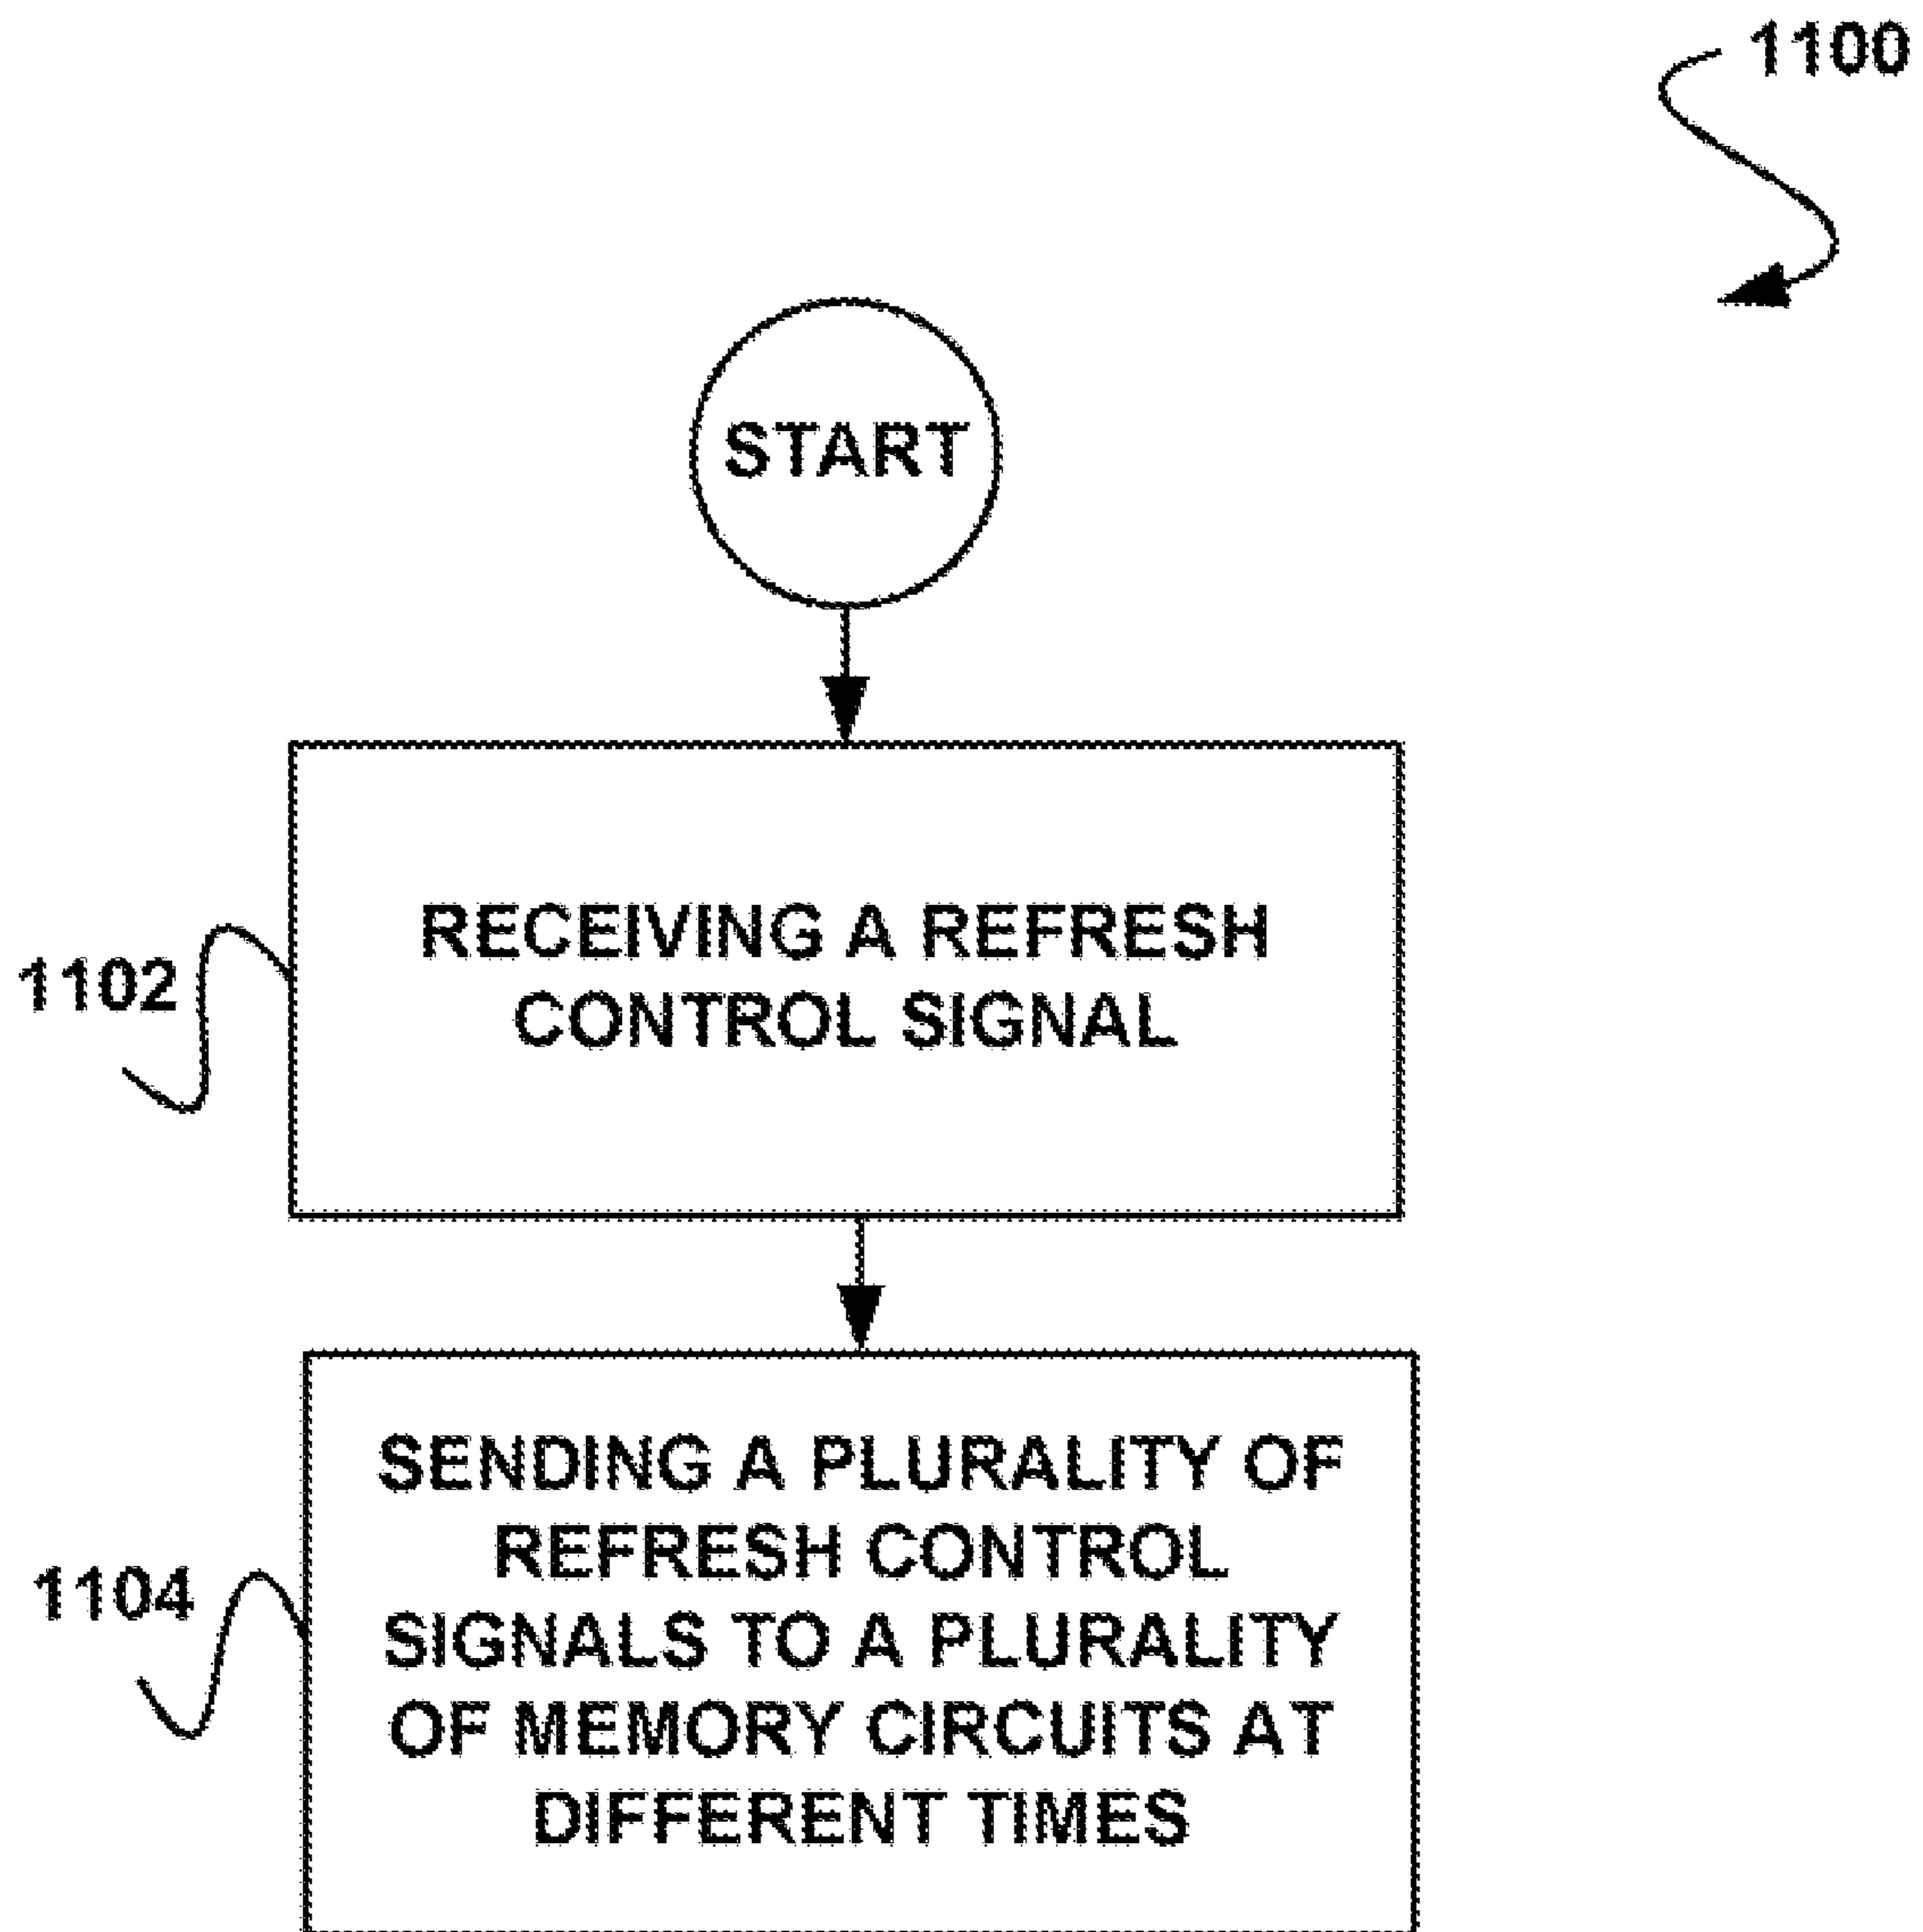 1100
START
RECEIVING A REFRESH
CONTROL SIGNAL
1102
SENDING A PLURALITY OF
REFRESH CONTROL
SIGNALS TO A PLURALITY
OF MEMORY CIRCUITS AT
DIFFERENT TIMES
1104